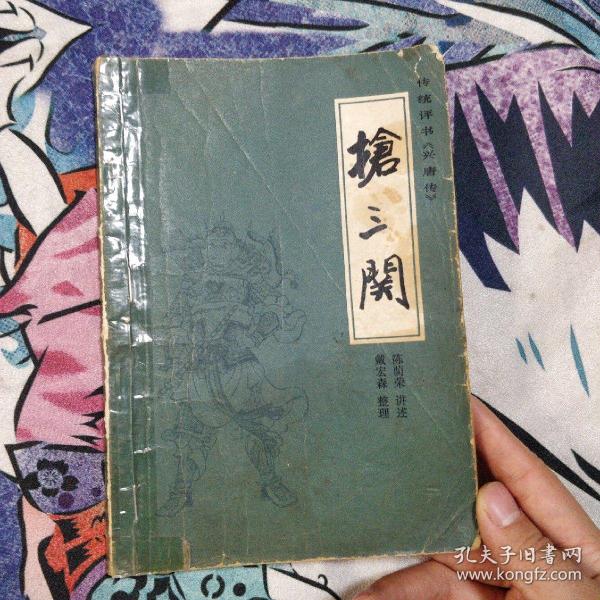 传统评书《兴唐传》
搶三関
陈荫荣 讲述
戴宏森 整理
孔夫子旧书网
www.kongfz.com